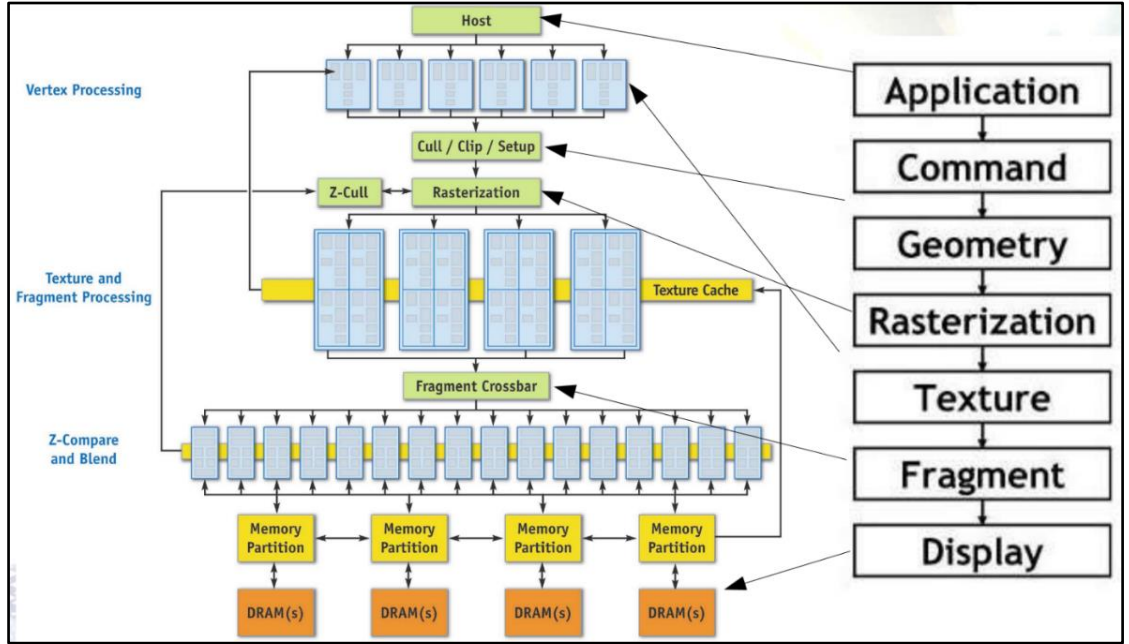 Host
Vertex Processing
Cull / Clip / Setup
Z-Cull
Rasterization
Texture and
Fragment Processing
Texture Cache
Fragment Crossbar
Z-Compare
and Blend
Memory
Partition
Memory
Partition
Memory
Partition
Memory
Partition
DRAM(s)
DRAM(s)
DRAM(s)
DRAM(s)
Application
Command
Geometry
Rasterization
Texture
Fragment
Display